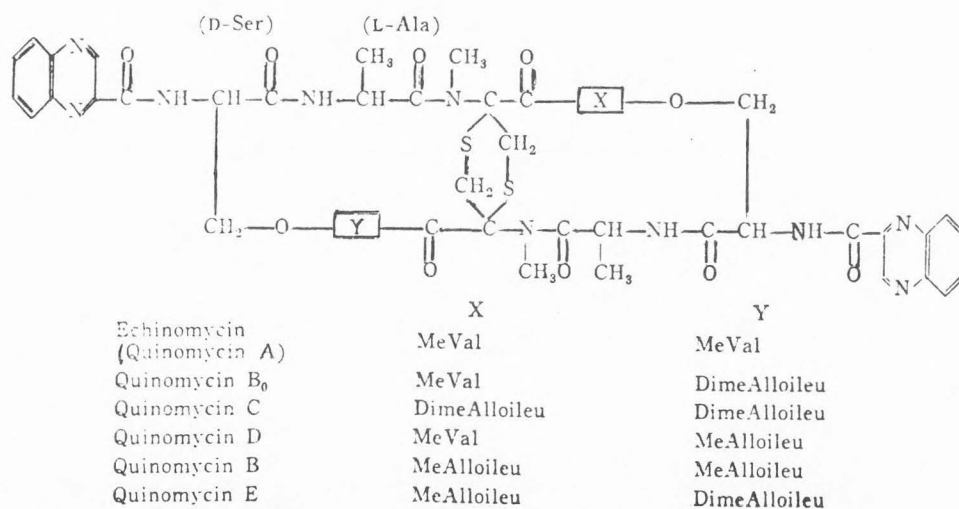 (D-Ser) (L-Ala)
O O CH₃ O CH₃ O
N N C—NH—CH—C—NH—CH—C—N—C—C—X—O—CH₂
S CH₂
CH₂ S
CH₂—O—Y—C—C—N—C—CH—NH—C—CH—NH—C N N
O CH₃ O CH₃ O O
X Y
Echinomycin
(Quinomycin A) MeVal MeVal
Quinomycin B₀ MeVal DimeAlloileu
Quinomycin C DimeAlloileu DimeAlloileu
Quinomycin D MeVal MeAlloileu
Quinomycin B MeAlloileu MeAlloileu
Quinomycin E MeAlloileu DimeAlloileu